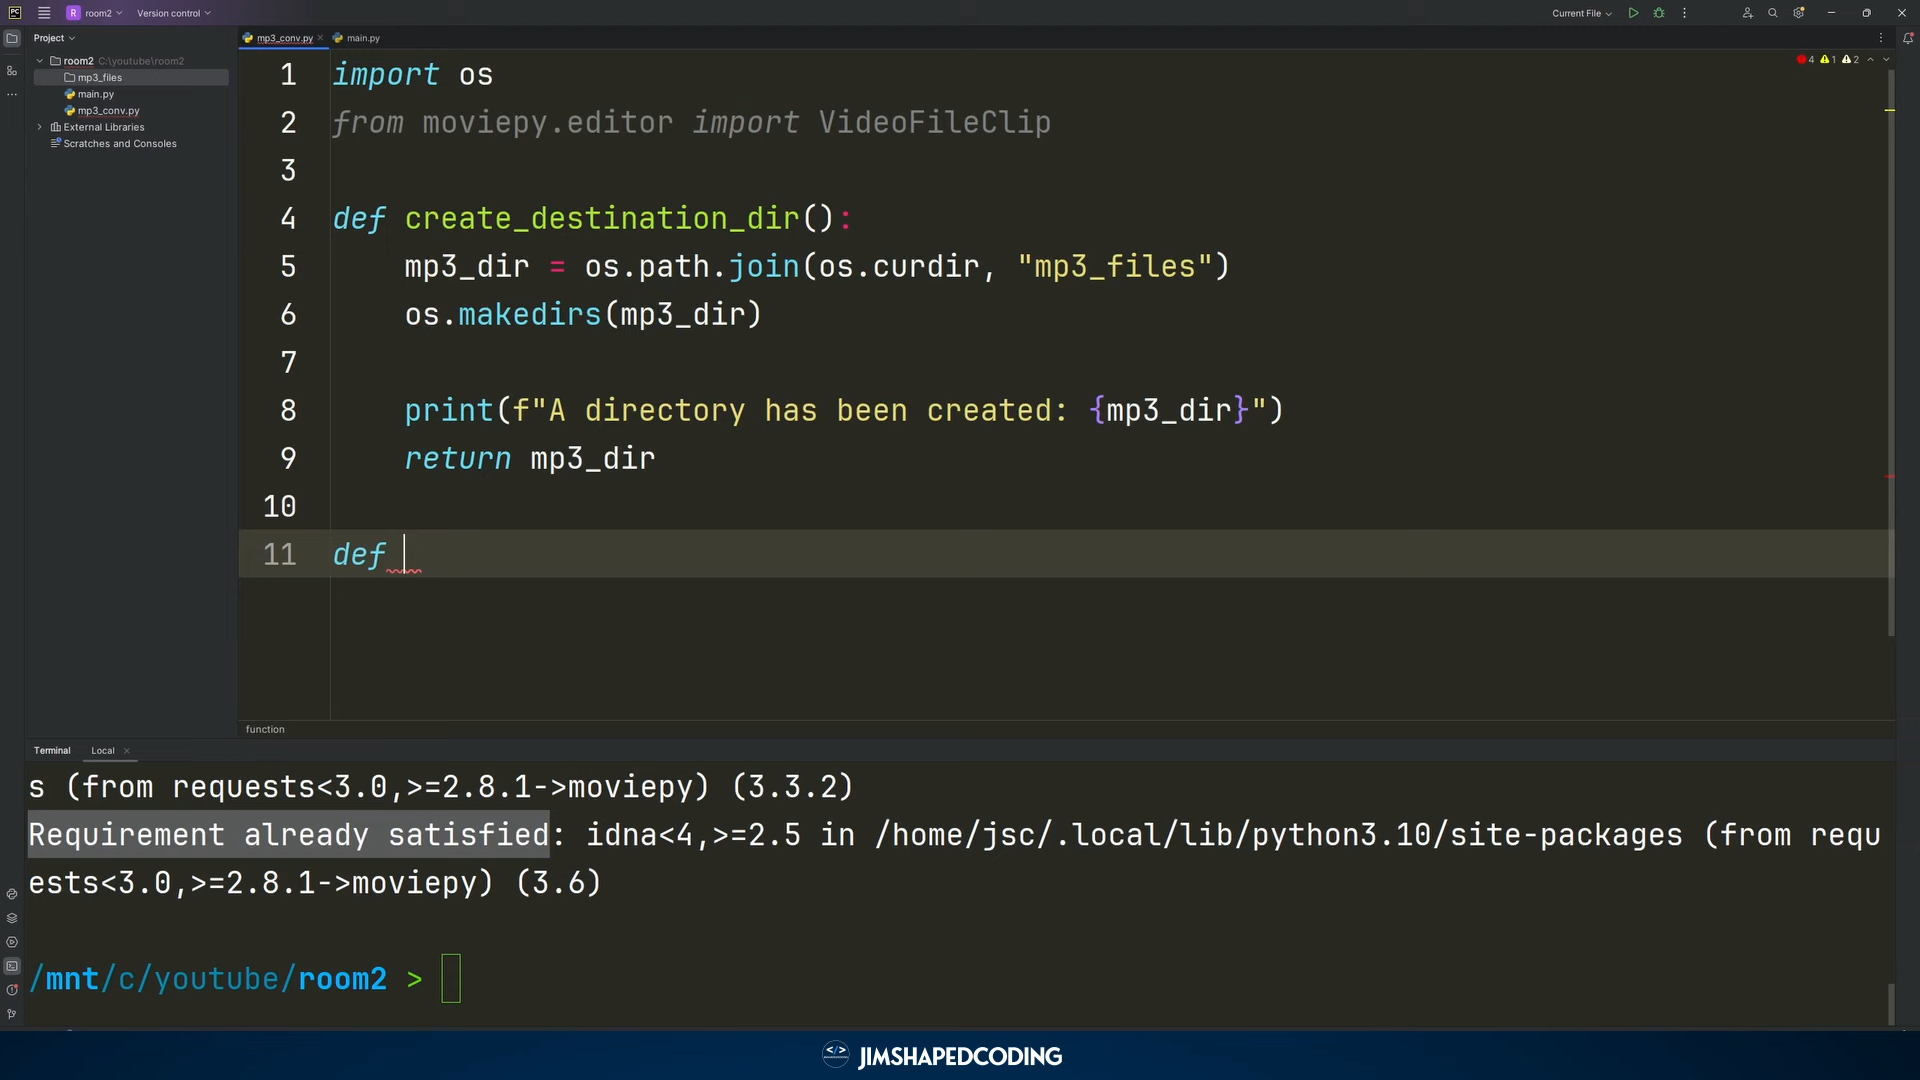 R room2 Version control Current File
Project mp3_conv.py main.py
room2 C:\youtube\room2
mp3_files
main.py
mp3_conv.py
External Libraries
Scratches and Consoles
4 1 2
1 import os
2 from moviepy.editor import VideoFileClip
3
4 def create_destination_dir():
5 mp3_dir = os.path.join(os.curdir, "mp3_files")
6 os.makedirs(mp3_dir)
7
8 print(f"A directory has been created: {mp3_dir}")
9 return mp3_dir
10
11 def
function
Terminal Local
s (from requests<3.0,>=2.8.1->moviepy) (3.3.2)
Requirement already satisfied: idna<4,>=2.5 in /home/jsc/.local/lib/python3.10/site-packages (from requ
ests<3.0,>=2.8.1->moviepy) (3.6)
/mnt/c/youtube/room2 >
</> JIMSHAPEDCODING